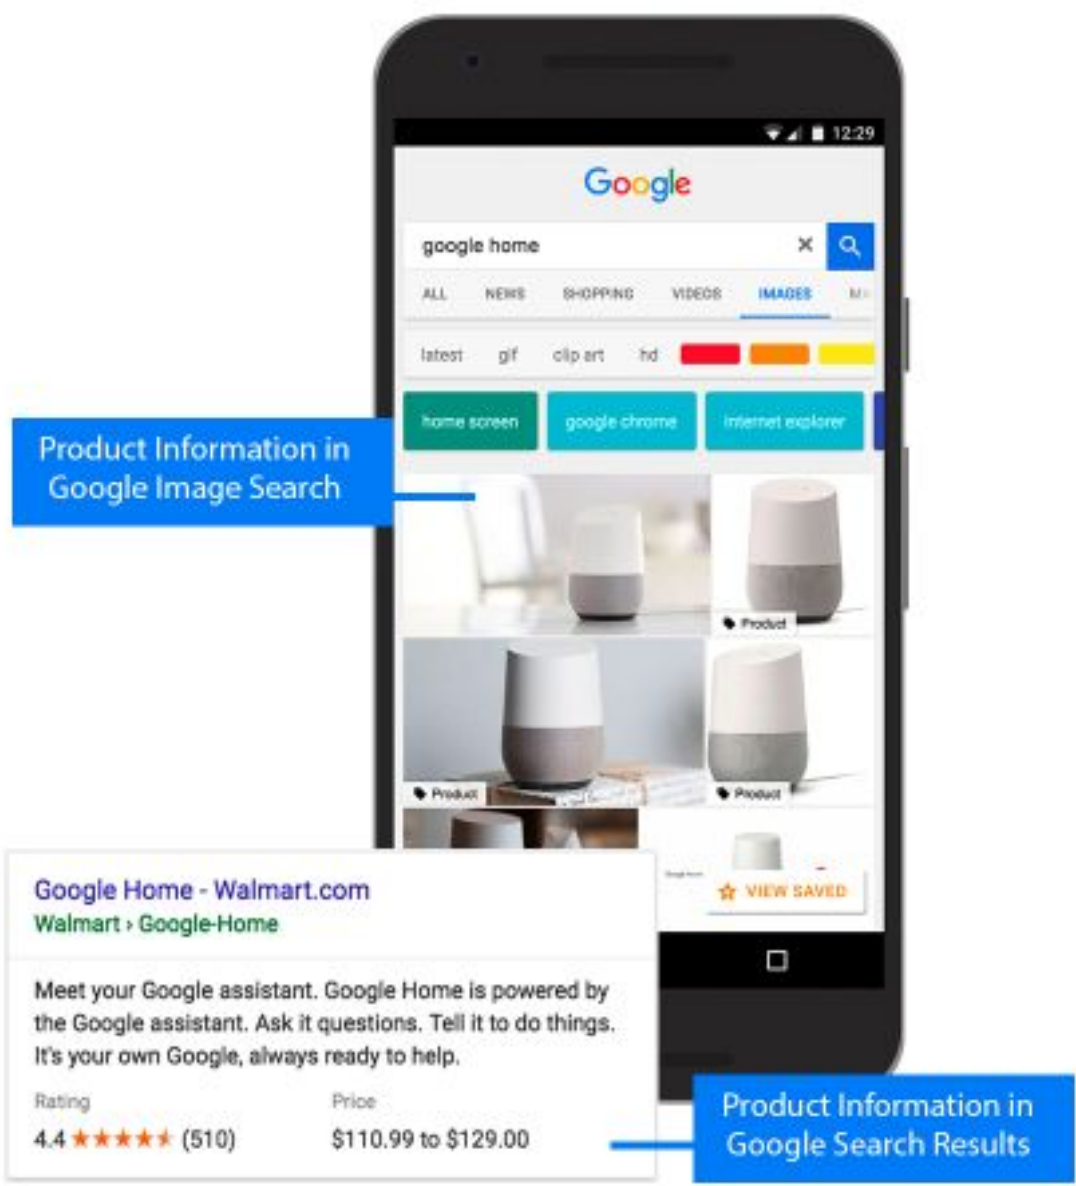 12:29
Google
google home
ALL NEWS SHOPPING VIDEOS IMAGES
latest gif clip art hd
home screen google chrome internet explorer
Product Information in
Google Image Search
Product
Product Product
VIEW SAVED
Google Home - Walmart.com
Walmart › Google-Home
Meet your Google assistant. Google Home is powered by
the Google assistant. Ask it questions. Tell it to do things.
It's your own Google, always ready to help.
Rating Price
4.4 ★★★★★ (510) $110.99 to $129.00
Product Information in
Google Search Results